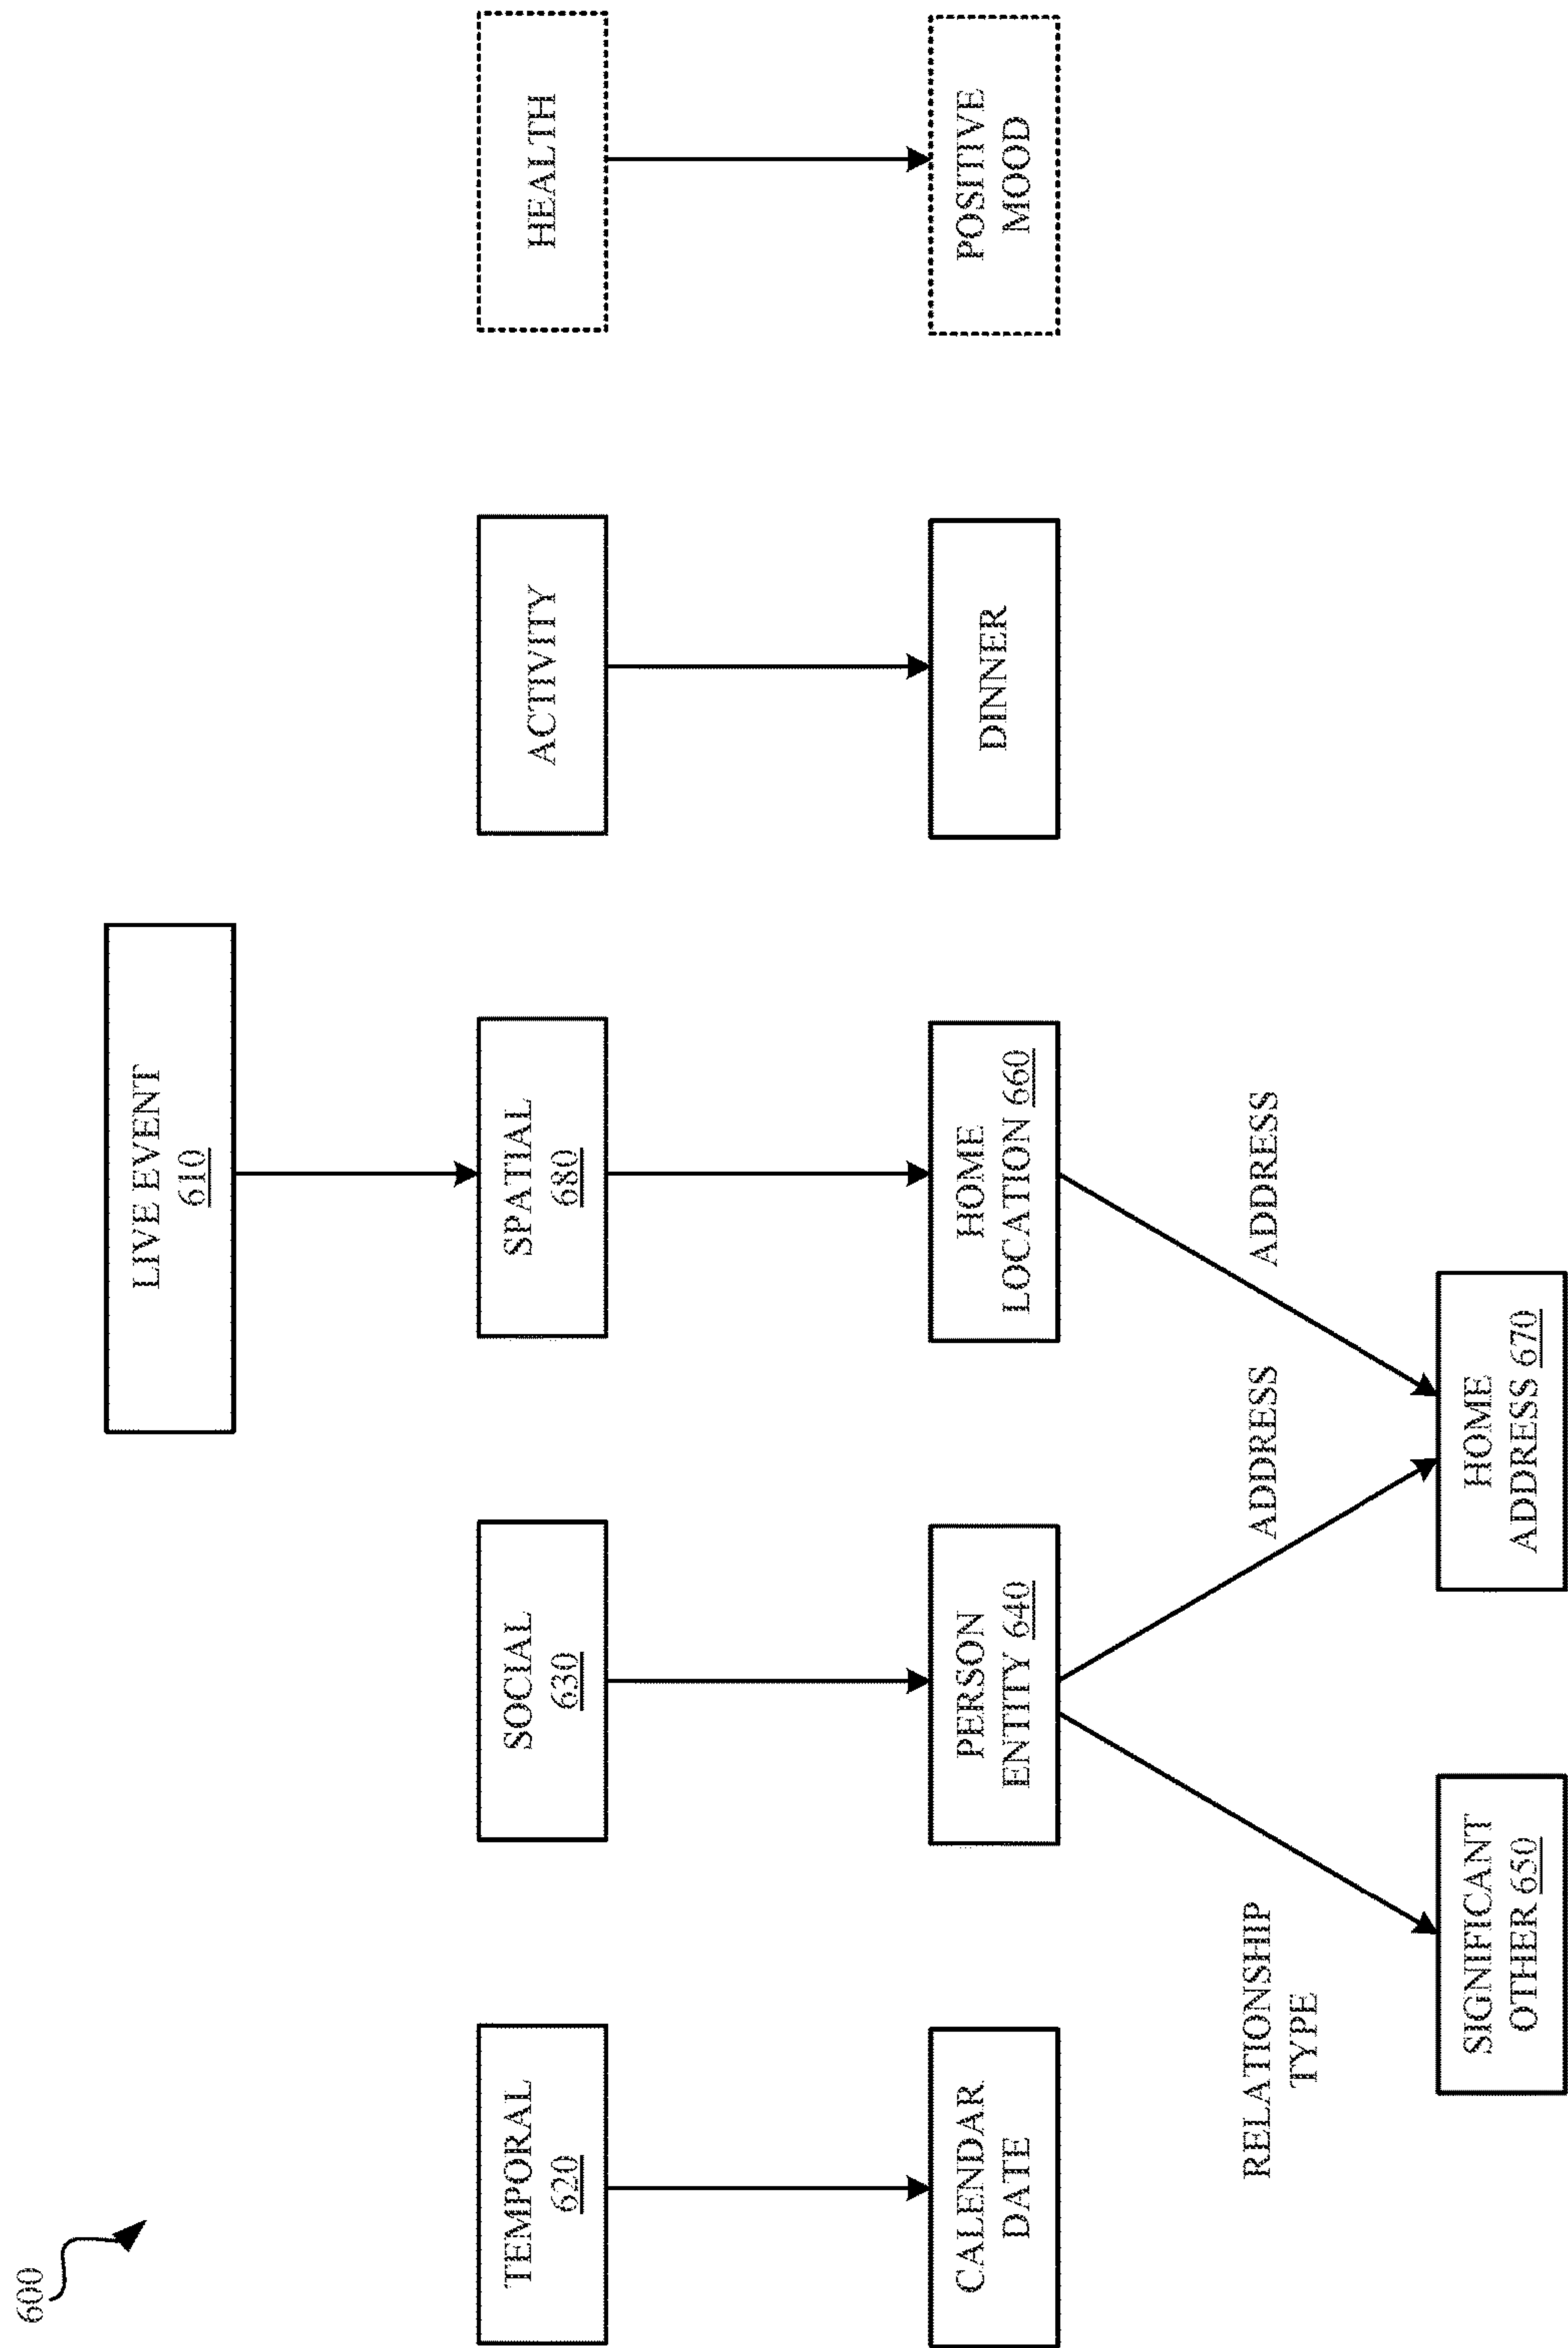 600
LIVE EVENT
610
TEMPORAL
620
SOCIAL
630
SPATIAL
680
ACTIVITY
HEALTH
CALENDAR
DATE
PERSON
ENTITY 640
HOME
LOCATION 660
DINNER
POSITIVE
MOOD
RELATIONSHIP
TYPE
ADDRESS
ADDRESS
SIGNIFICANT
OTHER 650
HOME
ADDRESS 670